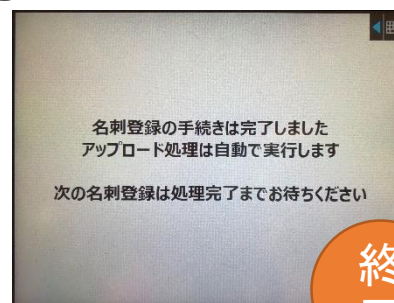 名刺登録の手続きは完了しました
アップロード処理は自動で実行します
次の名刺登録は処理完了までお待ちください
終